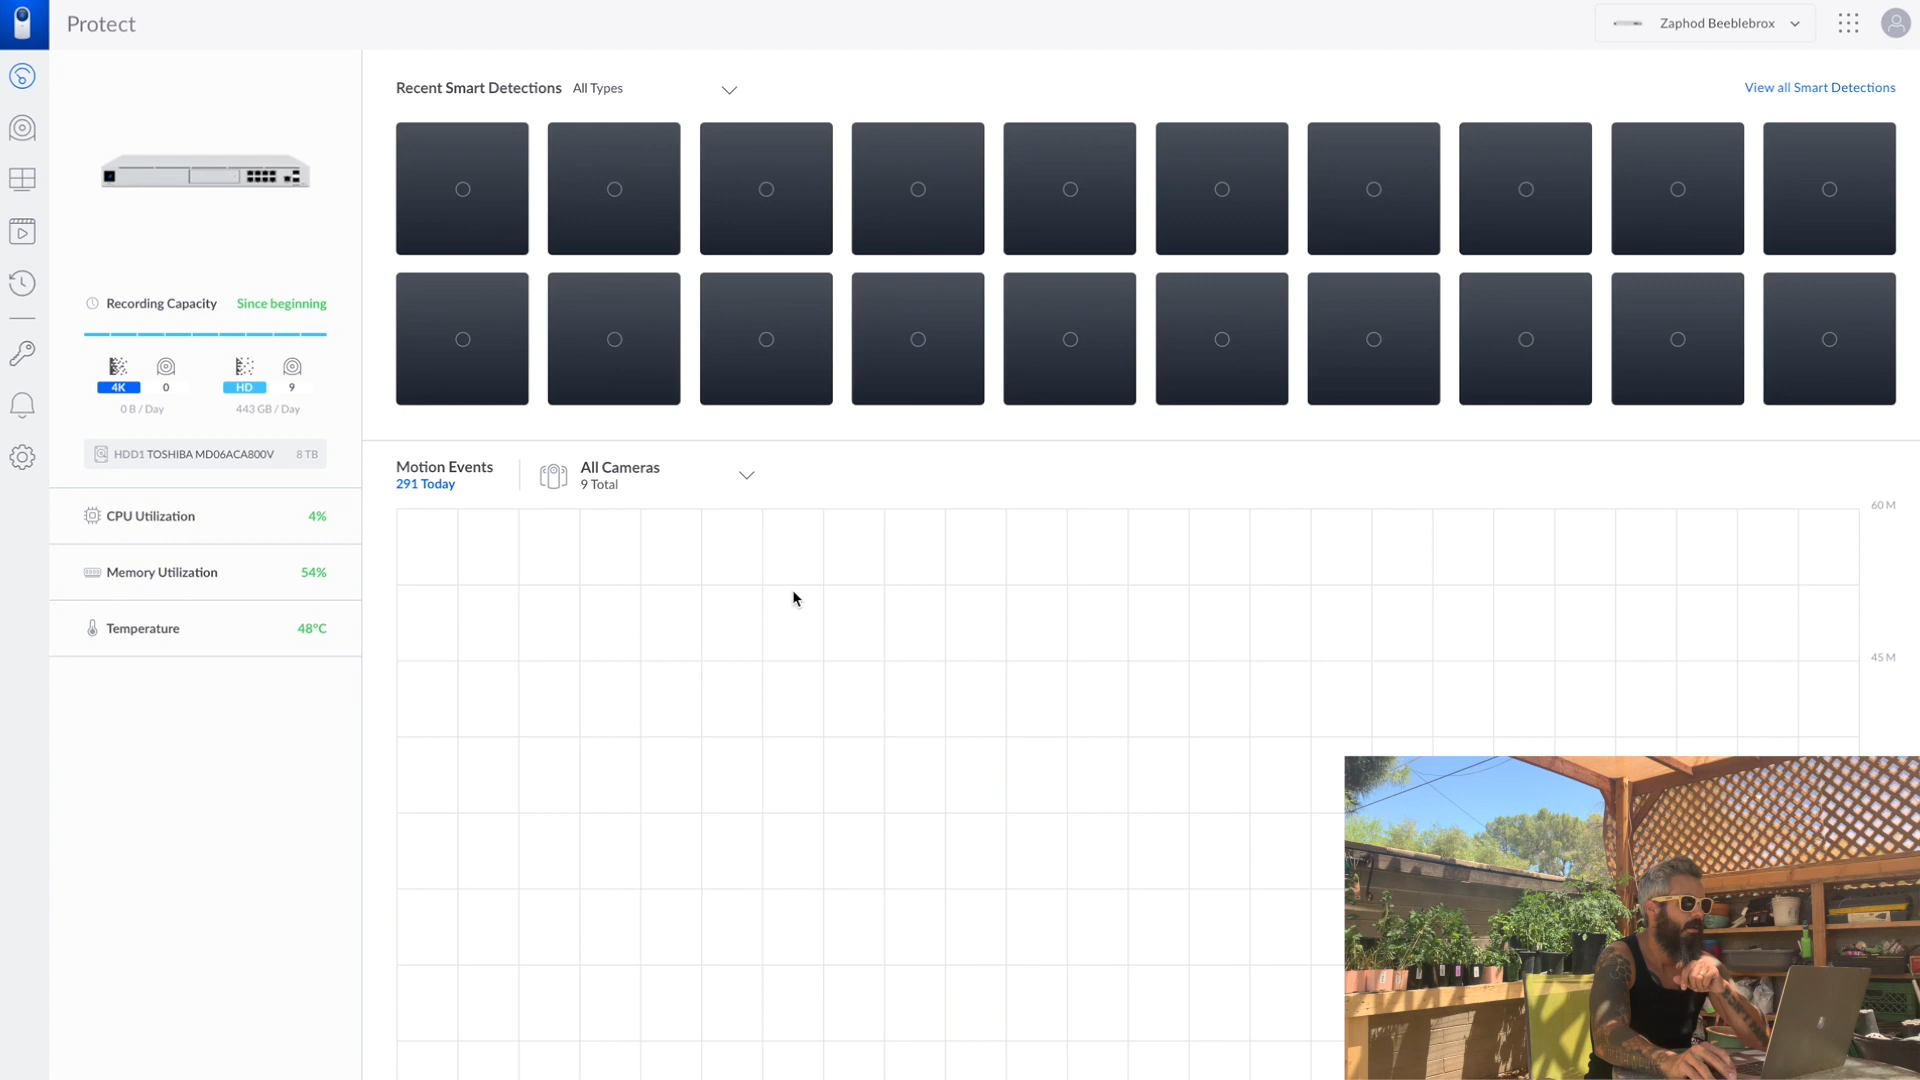 Protect
Zaphod Beeblebrox
Recent Smart Detections All Types
View all Smart Detections
Recording Capacity Since beginning
4K 0 HD 9
0 B / Day 443 GB / Day
HDD1 TOSHIBA MD06ACA800V 8 TB
CPU Utilization 4%
Memory Utilization 54%
Temperature 48°C
Motion Events
291 Today
All Cameras
9 Total
60 M
45 M